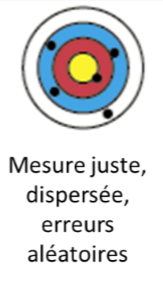 Mesure juste,
dispersée,
erreurs
aléatoires